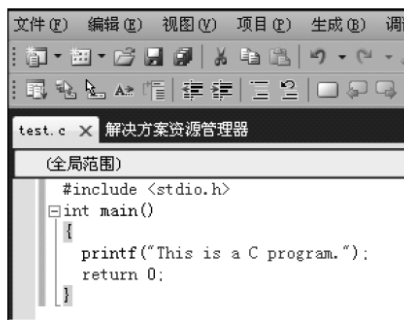 文件(F) 编辑(E) 视图(V) 项目(P) 生成(B) 调
test.c × 解决方案资源管理器
(全局范围)
#include <stdio.h>
int main()
{
printf("This is a C program.");
return 0;
}